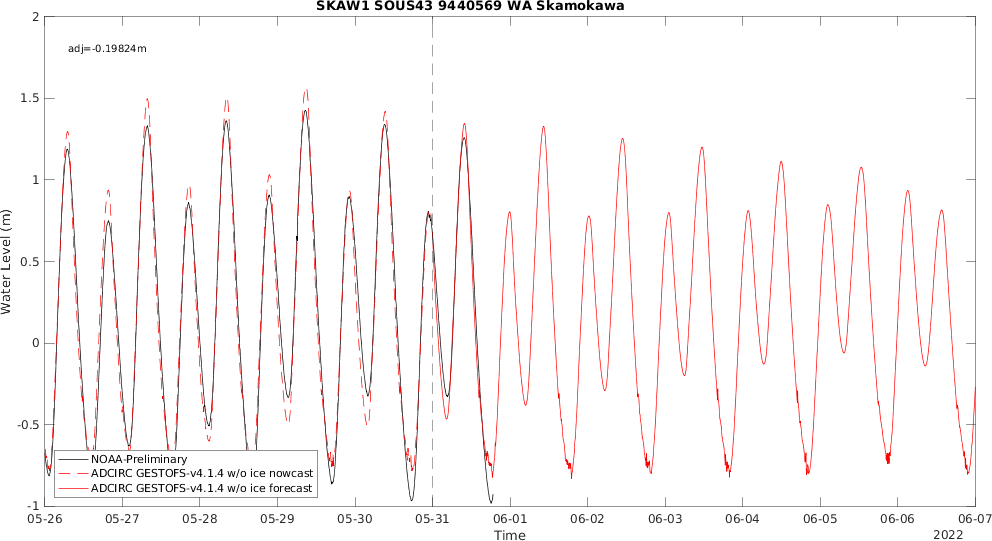 SKAW1 SOUS43 9440569 WA Skamokawa
adj=-0.19824m
Water Level (m)
2
1.5
1
0.5
0
-0.5
-1
NOAA-Preliminary
ADCIRC GESTOFS-v4.1.4 w/o ice nowcast
ADCIRC GESTOFS-v4.1.4 w/o ice forecast
05-26 05-27 05-28 05-29 05-30 05-31 06-01 06-02 06-03 06-04 06-05 06-06 06-07
Time
2022